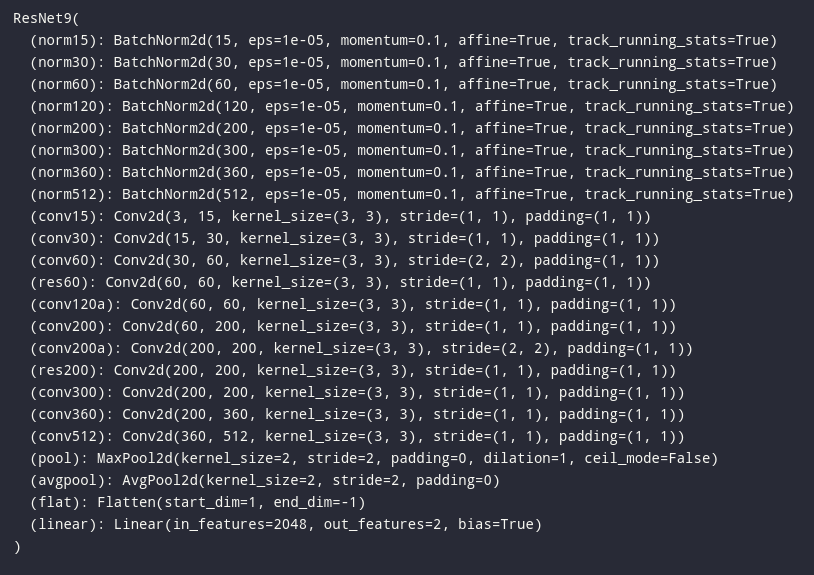 ResNet9(
  (norm15): BatchNorm2d(15, eps=1e-05, momentum=0.1, affine=True, track_running_stats=True)
  (norm30): BatchNorm2d(30, eps=1e-05, momentum=0.1, affine=True, track_running_stats=True)
  (norm60): BatchNorm2d(60, eps=1e-05, momentum=0.1, affine=True, track_running_stats=True)
  (norm120): BatchNorm2d(120, eps=1e-05, momentum=0.1, affine=True, track_running_stats=True)
  (norm200): BatchNorm2d(200, eps=1e-05, momentum=0.1, affine=True, track_running_stats=True)
  (norm300): BatchNorm2d(300, eps=1e-05, momentum=0.1, affine=True, track_running_stats=True)
  (norm360): BatchNorm2d(360, eps=1e-05, momentum=0.1, affine=True, track_running_stats=True)
  (norm512): BatchNorm2d(512, eps=1e-05, momentum=0.1, affine=True, track_running_stats=True)
  (conv15): Conv2d(3, 15, kernel_size=(3, 3), stride=(1, 1), padding=(1, 1))
  (conv30): Conv2d(15, 30, kernel_size=(3, 3), stride=(1, 1), padding=(1, 1))
  (conv60): Conv2d(30, 60, kernel_size=(3, 3), stride=(2, 2), padding=(1, 1))
  (res60): Conv2d(60, 60, kernel_size=(3, 3), stride=(1, 1), padding=(1, 1))
  (conv120a): Conv2d(60, 60, kernel_size=(3, 3), stride=(1, 1), padding=(1, 1))
  (conv200): Conv2d(60, 200, kernel_size=(3, 3), stride=(1, 1), padding=(1, 1))
  (conv200a): Conv2d(200, 200, kernel_size=(3, 3), stride=(2, 2), padding=(1, 1))
  (res200): Conv2d(200, 200, kernel_size=(3, 3), stride=(1, 1), padding=(1, 1))
  (conv300): Conv2d(200, 200, kernel_size=(3, 3), stride=(1, 1), padding=(1, 1))
  (conv360): Conv2d(200, 360, kernel_size=(3, 3), stride=(1, 1), padding=(1, 1))
  (conv512): Conv2d(360, 512, kernel_size=(3, 3), stride=(1, 1), padding=(1, 1))
  (pool): MaxPool2d(kernel_size=2, stride=2, padding=0, dilation=1, ceil_mode=False)
  (avgpool): AvgPool2d(kernel_size=2, stride=2, padding=0)
  (flat): Flatten(start_dim=1, end_dim=-1)
  (linear): Linear(in_features=2048, out_features=2, bias=True)
)